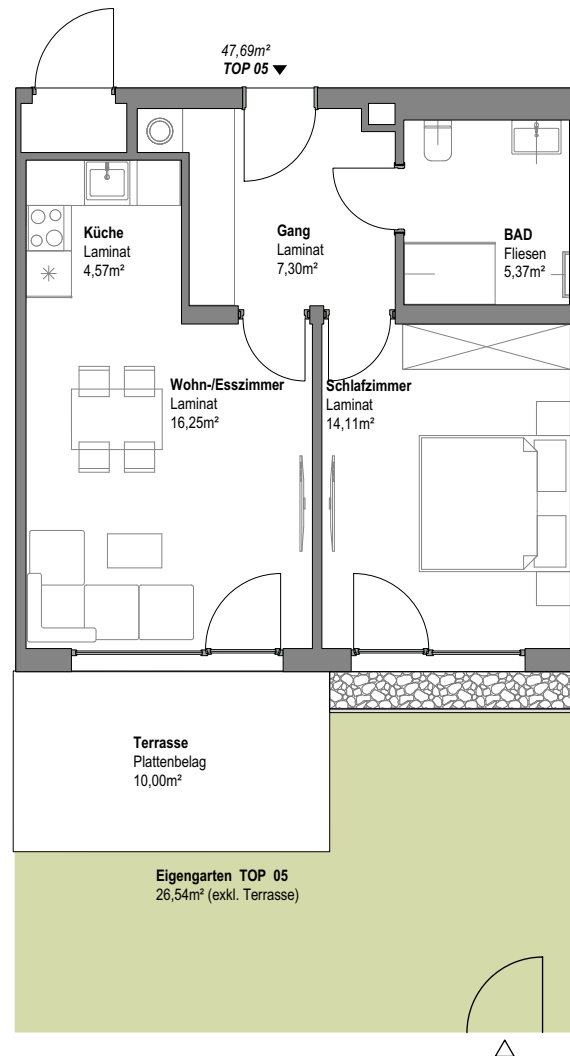 47,69m²
TOP 05
Küche
Laminat
4,57m²
Gang
Laminat
7,30m²
BAD
Fliesen
5,37m²
Wohn-/Esszimmer
Laminat
16,25m²
Schlafzimmer
Laminat
14,11m²
Terrasse
Plattenbelag
10,00m²
Eigengarten TOP 05
26,54m² (exkl. Terrasse)